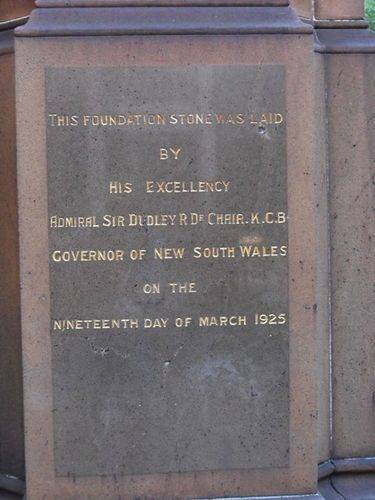 THIS FOUNDATION STONE WAS LAID
BY
HIS EXCELLENCY
ADMIRAL SIR DUDLEY R. DE CHAIR. K.C.B
GOVERNOR OF NEW SOUTH WALES
ON THE
NINETEENTH DAY OF MARCH 1925